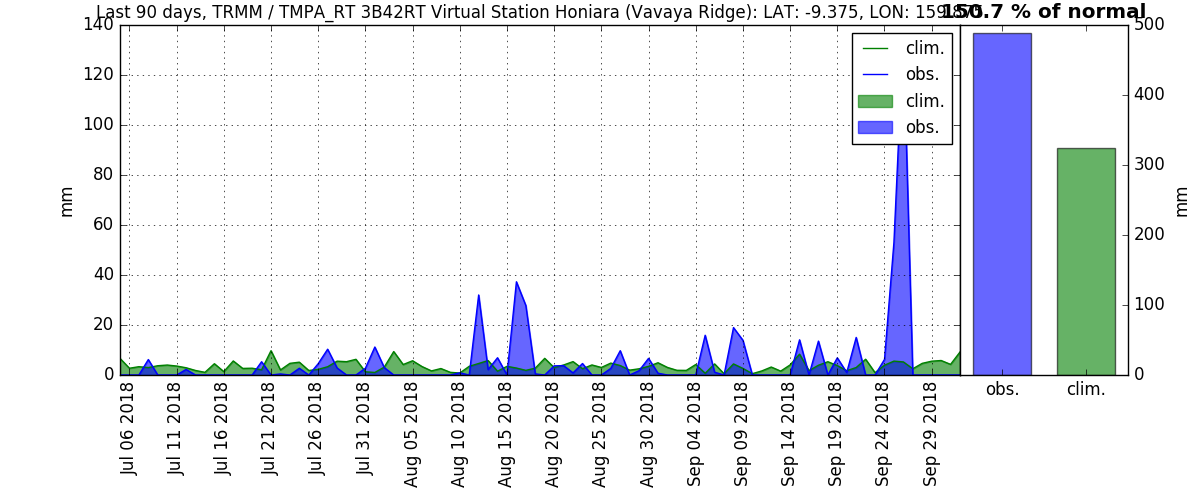 Last 90 days, TRMM / TMPA_RT 3B42RT Virtual Station Honiara (Vavaya Ridge): LAT: -9.375, LON:
150.7 % of normal
140
120
100
80
60
40
20
0
mm
clim.
obs.
clim.
obs.
Jul 06 2018
Jul 11 2018
Jul 16 2018
Jul 21 2018
Jul 26 2018
Jul 31 2018
Aug 05 2018
Aug 10 2018
Aug 15 2018
Aug 20 2018
Aug 25 2018
Aug 30 2018
Sep 04 2018
Sep 09 2018
Sep 14 2018
Sep 19 2018
Sep 24 2018
Sep 29 2018
500
400
300
200
100
0
mm
obs.
clim.